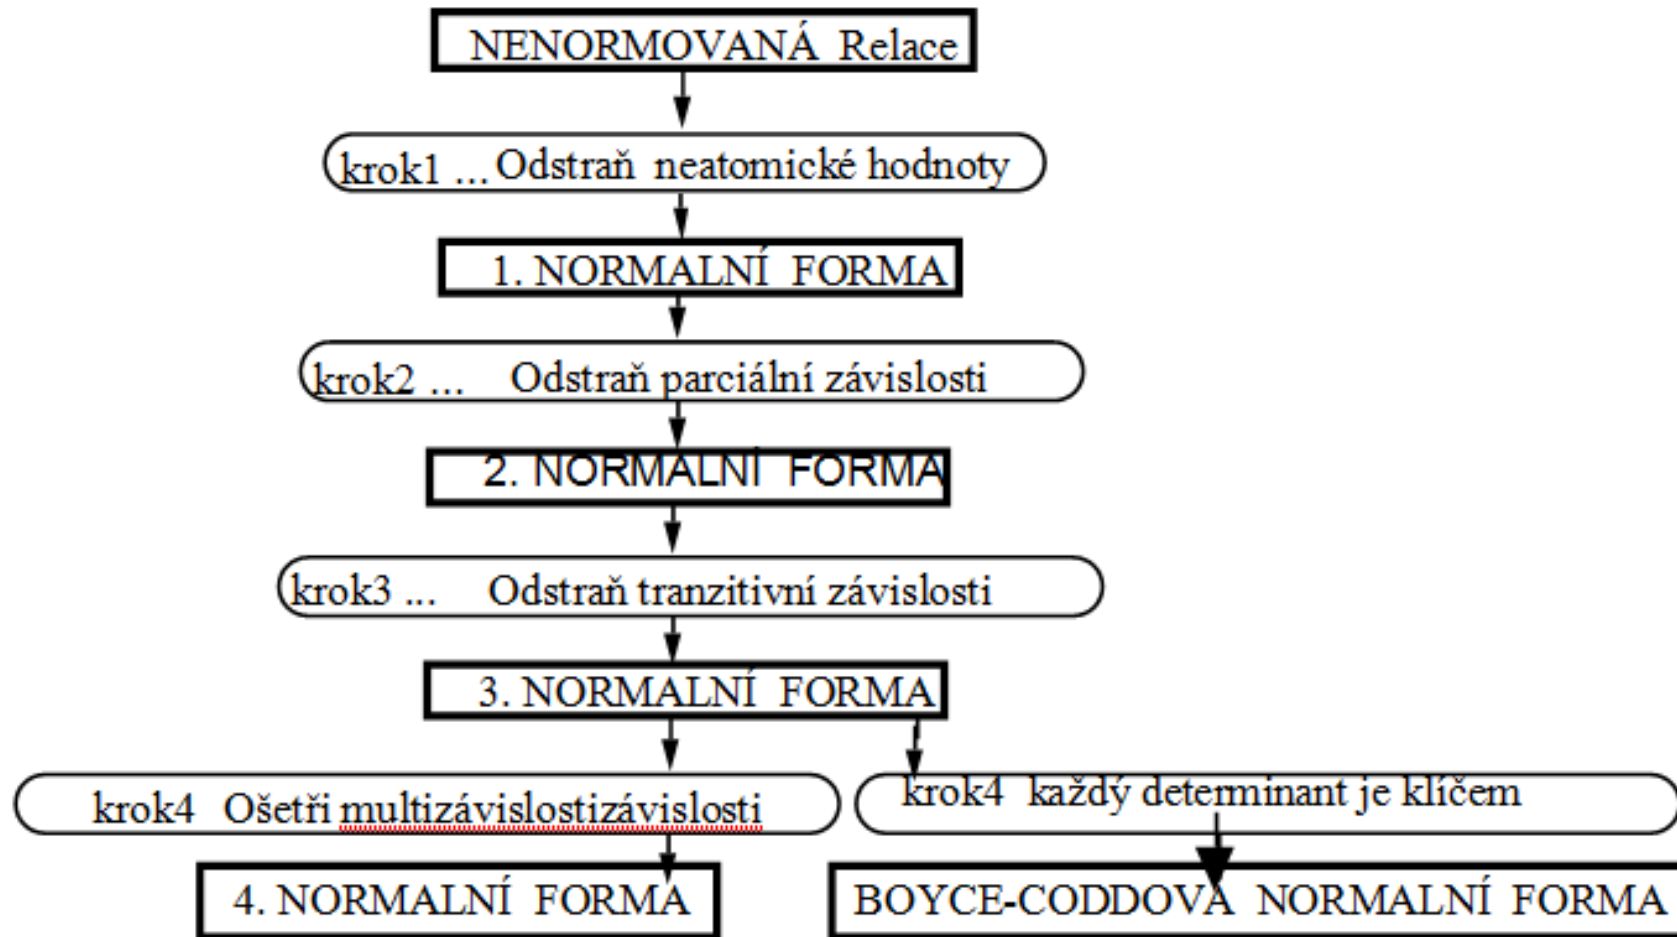 NENORMOVANÁ Relace
krok1 ... Odstraň neatomické hodnoty
1. NORMALNÍ FORMA
krok2 ... Odstraň parciální závislosti
2. NORMALNÍ FORMA
krok3 ... Odstraň tranzitivní závislosti
3. NORMALNÍ FORMA
krok4 Ošetři multizávislostizávislosti
krok4 každý determinant je klíčem
4. NORMALNÍ FORMA
BOYCE-CODDOVA NORMALNÍ FORMA